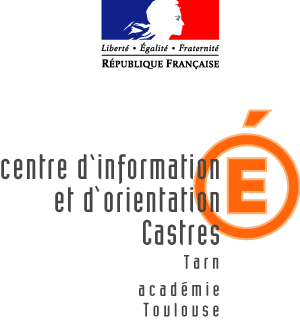 Liberté • Égalité • Fraternité
RÉPUBLIQUE FRANÇAISE
centre d'information
et d'orientation
Castres
É
Tarn
académie
Toulouse